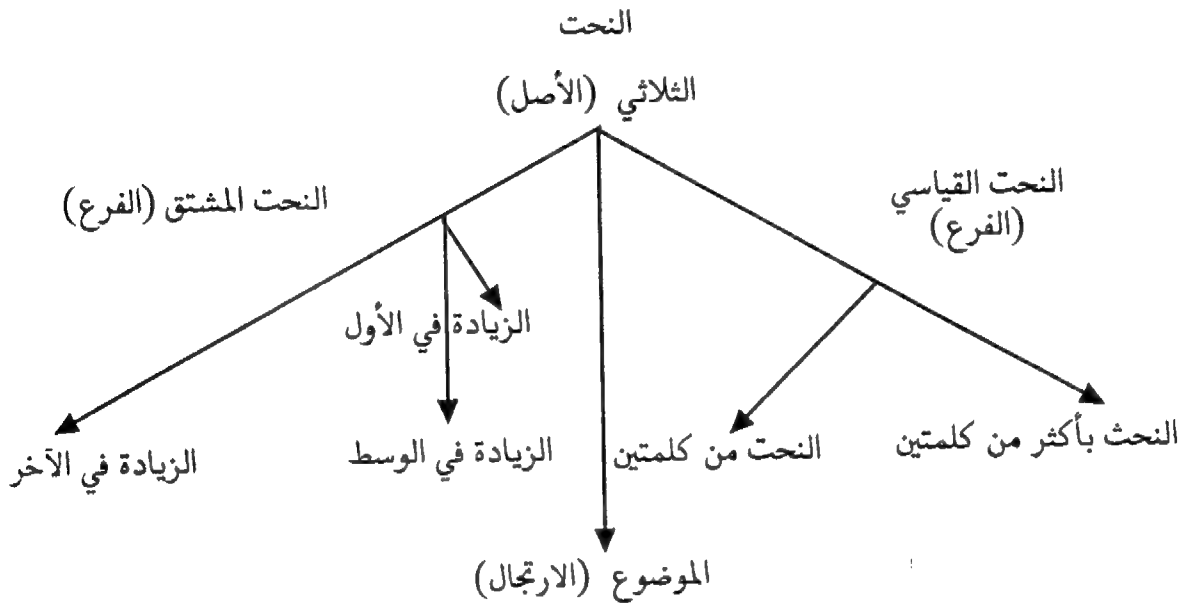 النحت
الثلاثي (الأصل)
النحت القياسي
(الفرع)
النحت المشتق (الفرع)
الزيادة في الأول
النحث بأكثر من كلمتين
النحت من كلمتين
الزيادة في الوسط
الزيادة في الآخر
الموضوع (الارتجال)